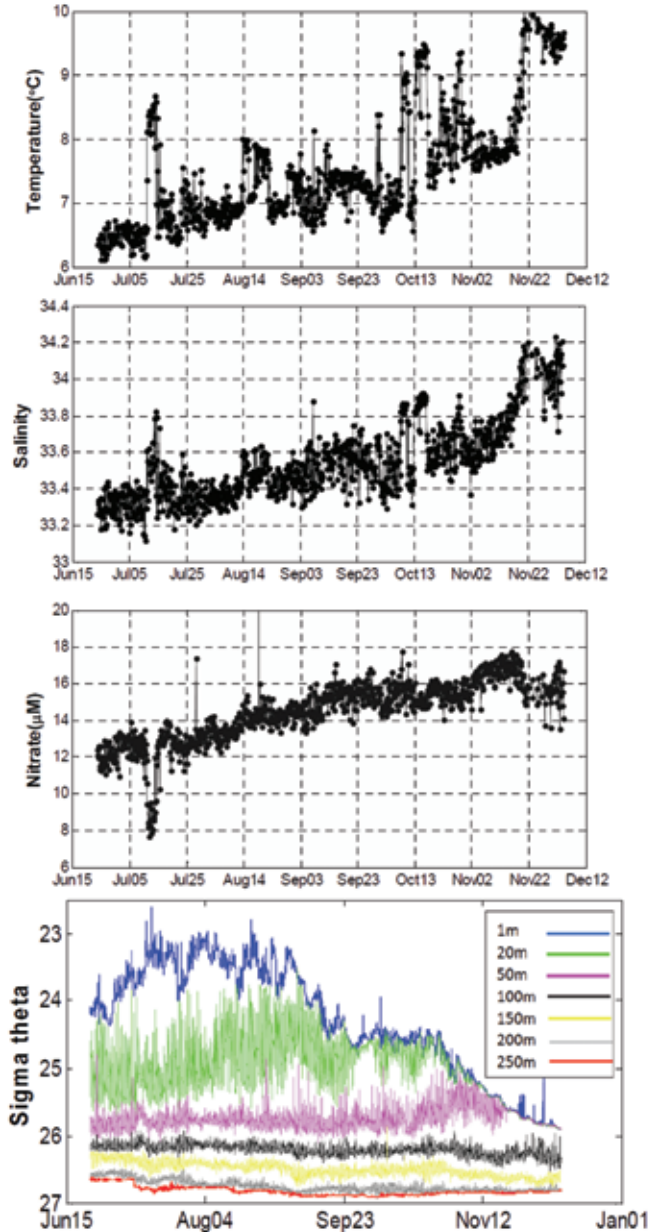 10
9
8
7
6
Temperature(°C)
Jun15 Jul05 Jul25 Aug14 Sep03 Sep23 Oct13 Nov02 Nov22 Dec12
34.4
34.2
34
33.8
33.6
33.4
33.2
33
Salinity
Jun15 Jul05 Jul25 Aug14 Sep03 Sep23 Oct13 Nov02 Nov22 Dec12
20
18
16
14
12
10
8
6
Nitrate(µM)
Jun15 Jul05 Jul25 Aug14 Sep03 Sep23 Oct13 Nov02 Nov22 Dec12
23
24
25
26
27
Sigma theta
1m
20m
50m
100m
150m
200m
250m
Jun15 Aug04 Sep23 Nov12 Jan01